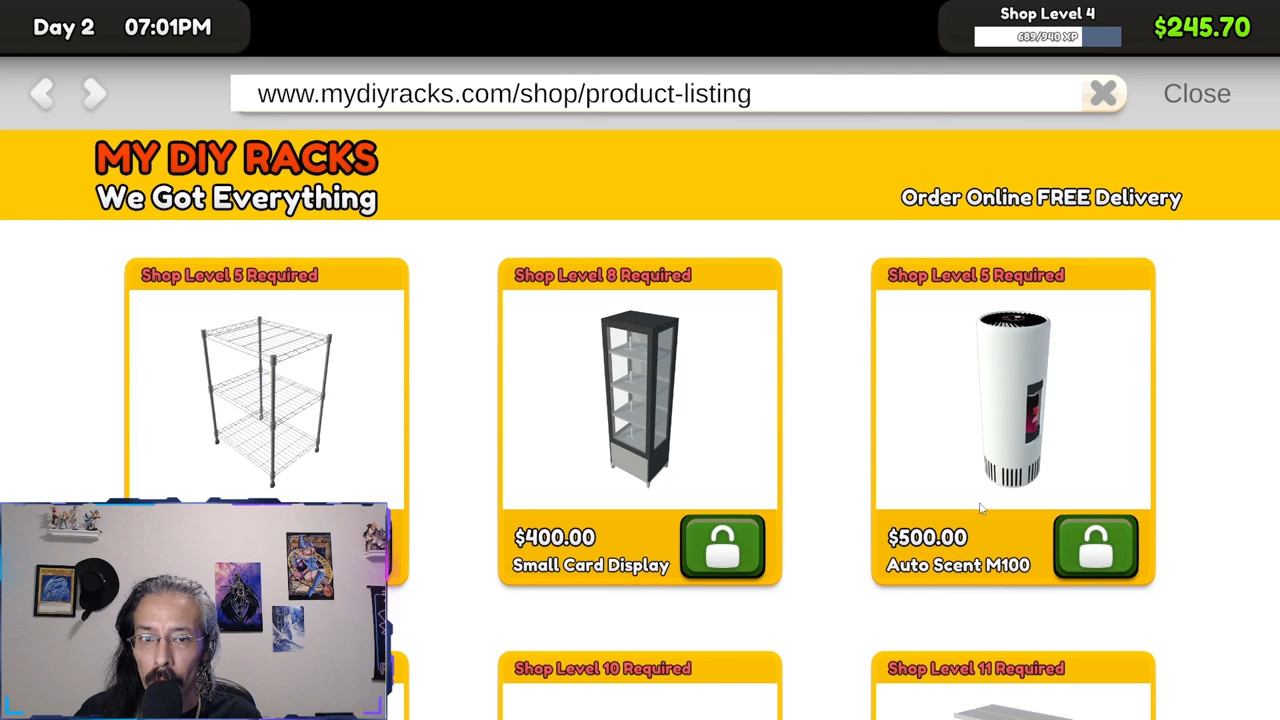 Day 2 07:01PM
Shop Level 4
689/940 XP
$245.70
www.mydiyracks.com/shop/product-listing
Close
MY DIY RACKS
We Got Everything
Order Online FREE Delivery
Shop Level 5 Required
Shop Level 8 Required
Shop Level 5 Required
$400.00
Small Card Display
$500.00
Auto Scent M100
Shop Level 10 Required
Shop Level 11 Required